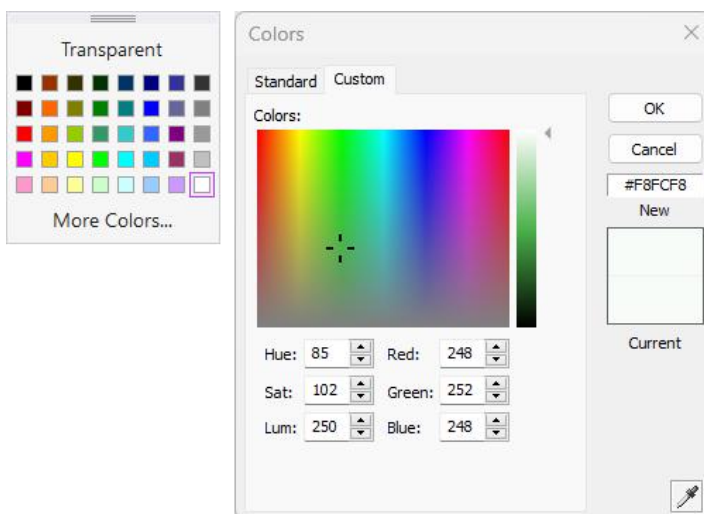 Transparent
More Colors...
Colors
Standard Custom
Colors:
Hue: 85 Red: 248
Sat: 102 Green: 252
Lum: 250 Blue: 248
OK
Cancel
#F8FCF8
New
Current